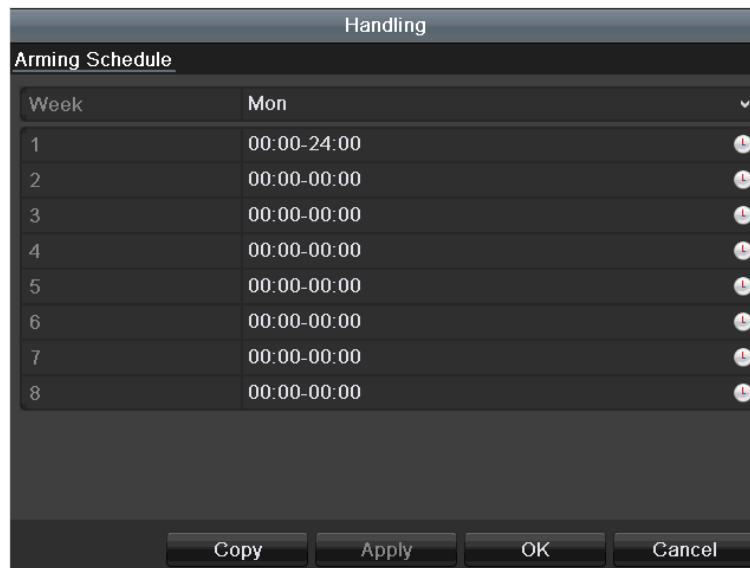 Handling
Arming Schedule
Week Mon
1 00:00-24:00
2 00:00-00:00
3 00:00-00:00
4 00:00-00:00
5 00:00-00:00
6 00:00-00:00
7 00:00-00:00
8 00:00-00:00
Copy Apply OK Cancel